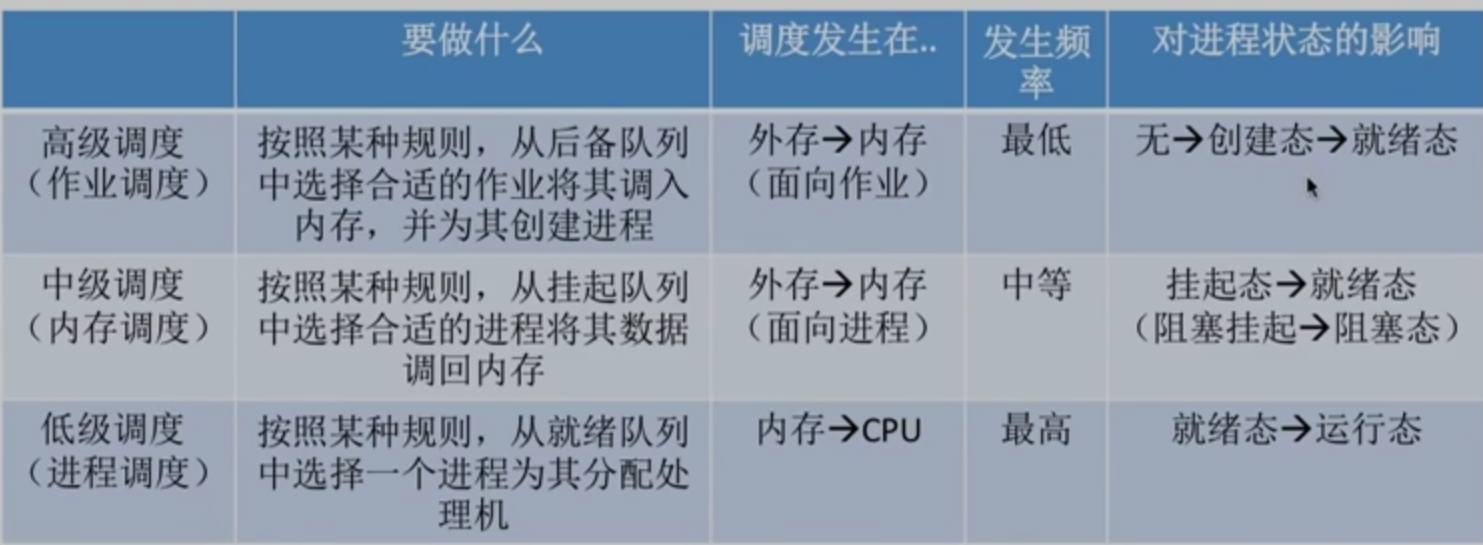 要做什么
调度发生在..
发生频
率
对进程状态的影响
高级调度
（作业调度）
按照某种规则，从后备队列
中选择合适的作业将其调入
内存，并为其创建进程
外存→内存
（面向作业）
最低
无→创建态→就绪态
中级调度
（内存调度）
按照某种规则，从挂起队列
中选择合适的进程将其数据
调回内存
外存→内存
（面向进程）
中等
挂起态→就绪态
（阻塞挂起→阻塞态）
低级调度
（进程调度）
按照某种规则，从就绪队列
中选择一个进程为其分配处
理机
内存→CPU
最高
就绪态→运行态